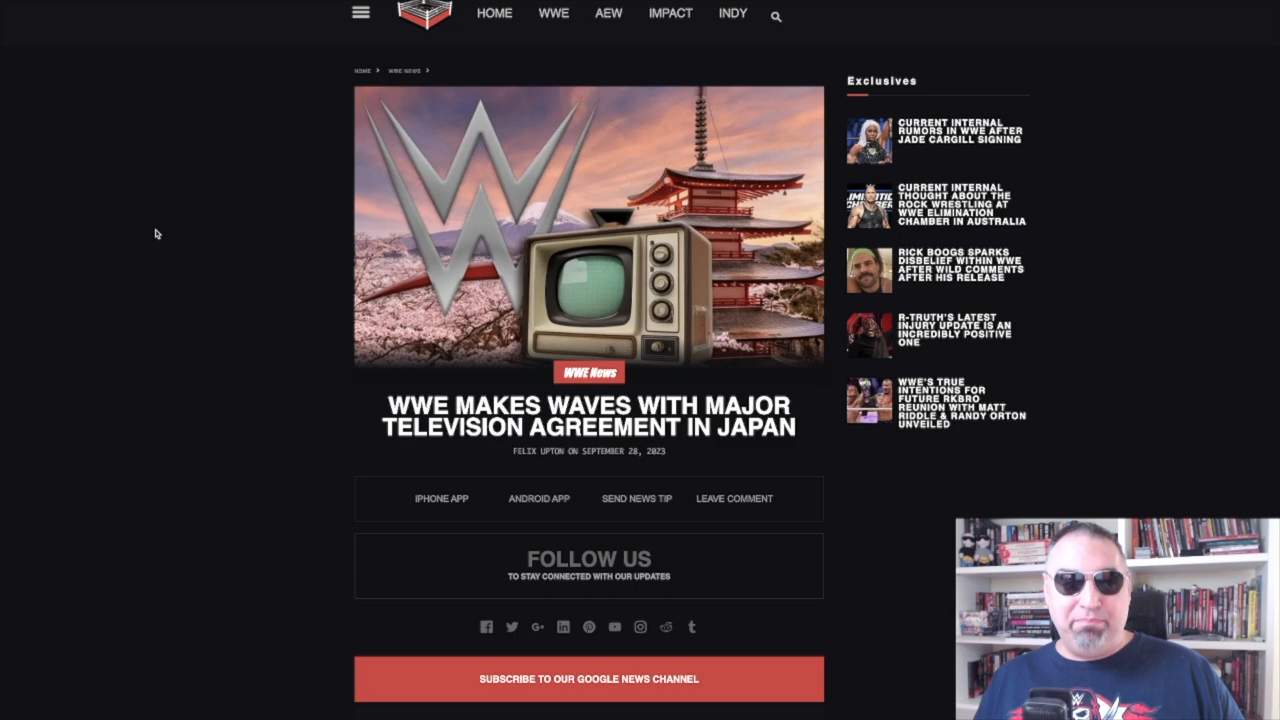 HOME
WWE
AEW
IMPACT
INDY
HOME
WWE NEWS
WWE News
WWE MAKES WAVES WITH MAJOR
TELEVISION AGREEMENT IN JAPAN
FELIX UPTON ON SEPTEMBER 28, 2023
IPHONE APP
ANDROID APP
SEND NEWS TIP
LEAVE COMMENT
FOLLOW US
TO STAY CONNECTED WITH OUR UPDATES
SUBSCRIBE TO OUR GOOGLE NEWS CHANNEL
Exclusives
CURRENT INTERNAL
RUMORS IN WWE AFTER
JADE CARGILL SIGNING
CURRENT INTERNAL
THOUGHT ABOUT THE
ROCK WRESTLING AT
WWE ELIMINATION
CHAMBER IN AUSTRALIA
RICK BOOGS SPARKS
DISBELIEF WITHIN WWE
AFTER WILD COMMENTS
AFTER HIS RELEASE
R-TRUTH'S LATEST
INJURY UPDATE IS AN
INCREDIBLY POSITIVE
ONE
WWE'S TRUE
INTENTIONS FOR
FUTURE RKBRO
REUNION WITH MATT
RIDDLE & RANDY ORTON
UNVEILED